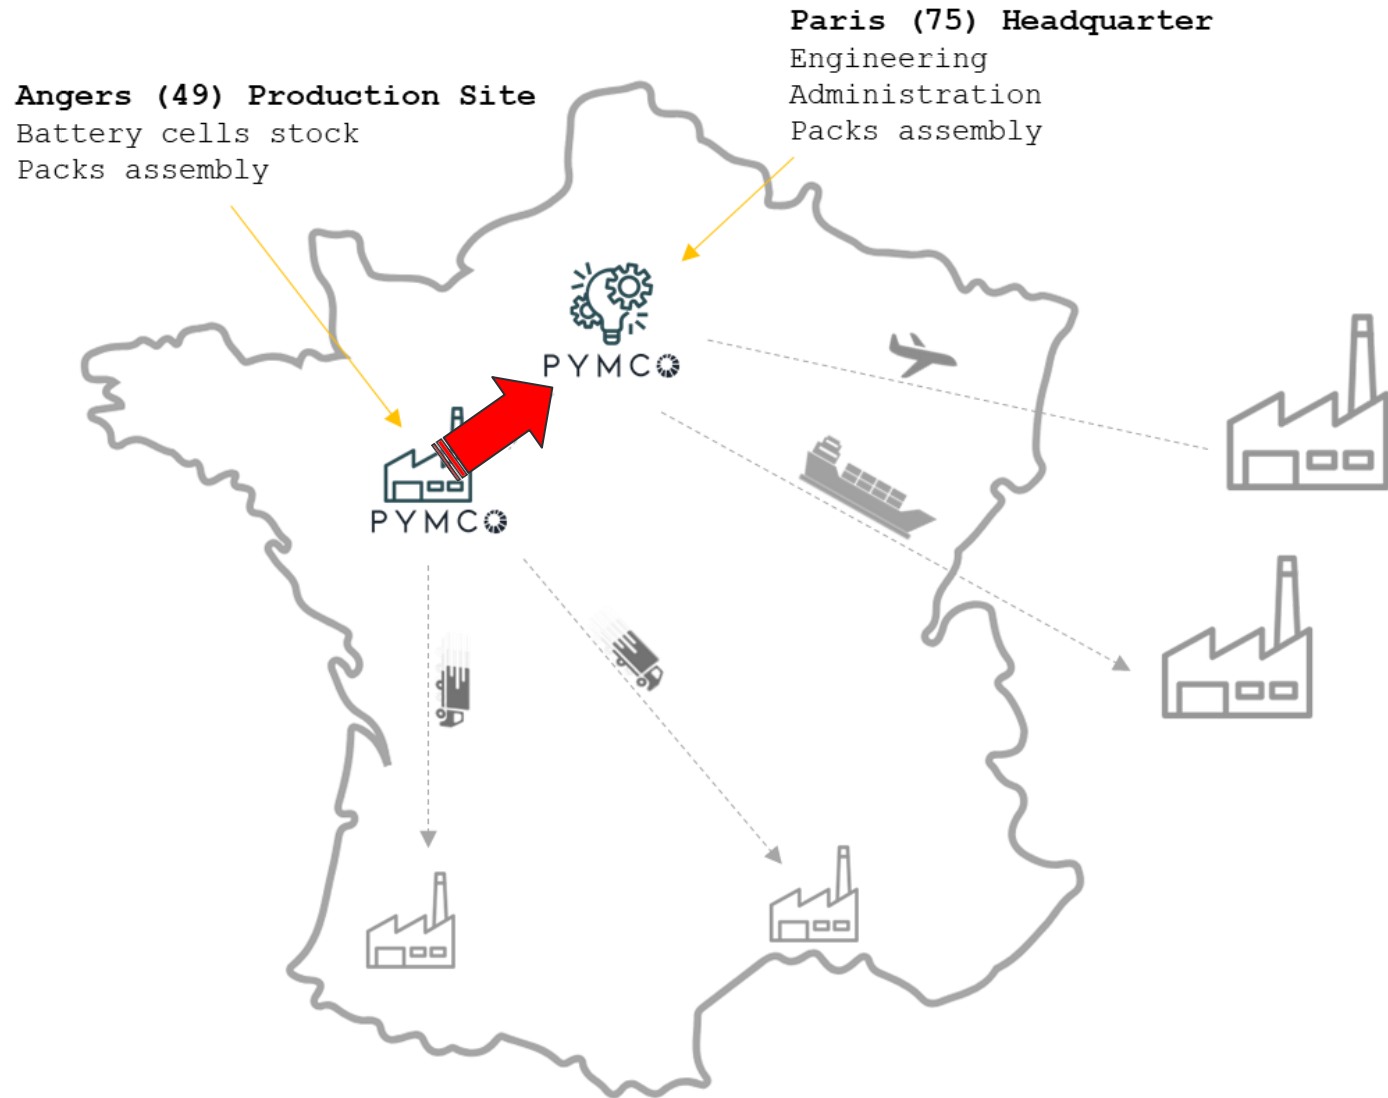 Paris (75) Headquarter
Engineering
Administration
Packs assembly
Angers (49) Production Site
Battery cells stock
Packs assembly
PYMCO
PYMCO